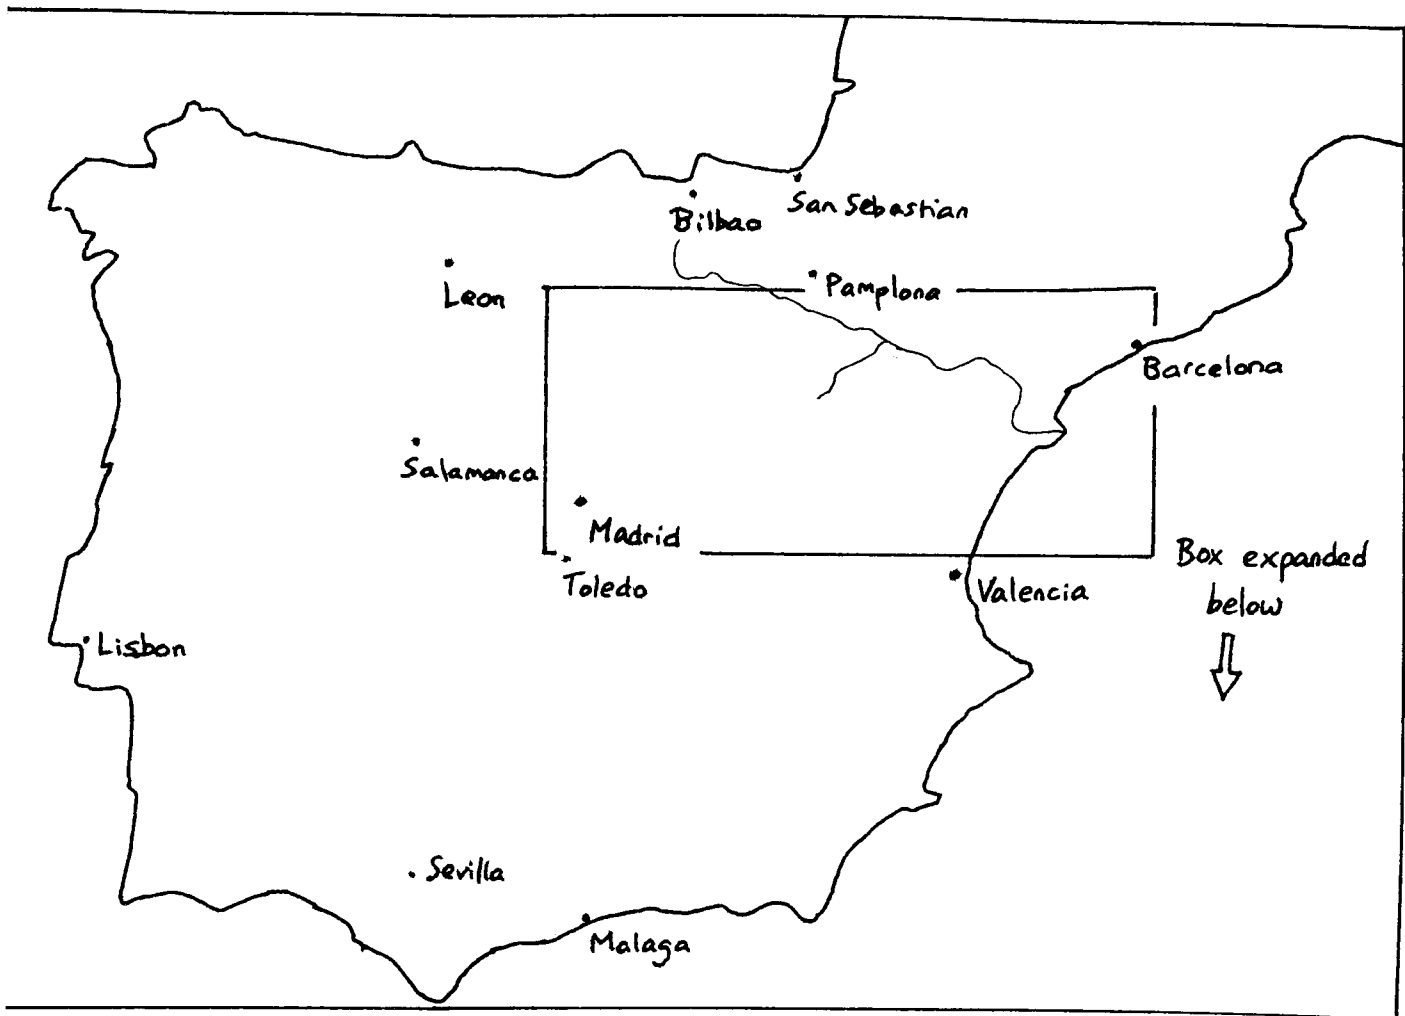 San Sebastian
Bilbao
Leon
Pamplona
Barcelona
Salamanca
Madrid
Toledo
Valencia
Box expanded
below
Lisbon
Sevilla
Malaga